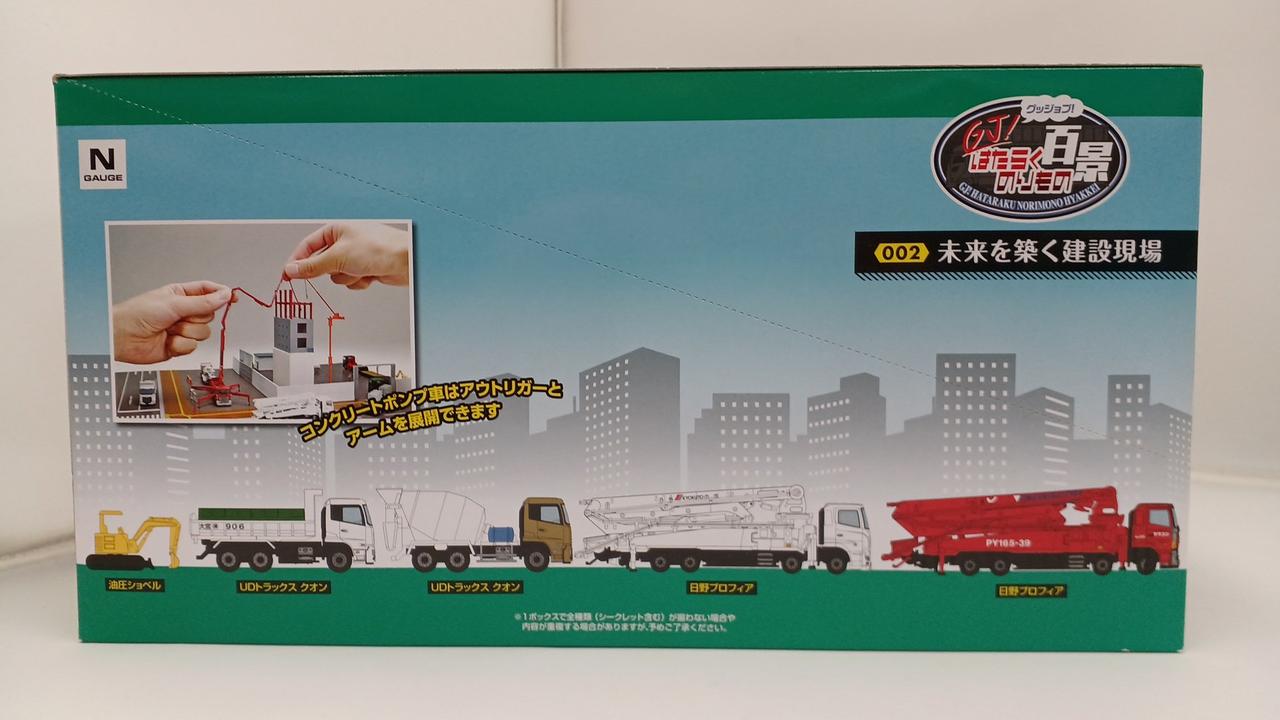 N
GAUGE
グッジョブ!
GJ!
はたらく
のりもの
百景
GJ! HATARAKU NORIMONO HYAKKEI
002 未来を築く建設現場
コンクリートポンプ車はアウトリガーと
アームを展開できます
906
KYOKUTO
PY165-39
油圧ショベル
UDトラックス クオン
UDトラックス クオン
日野プロフィア
日野プロフィア
※1ボックスで全種類(シークレット含む)が揃わない場合や
内容が重複する場合がありますが、予めご了承ください。